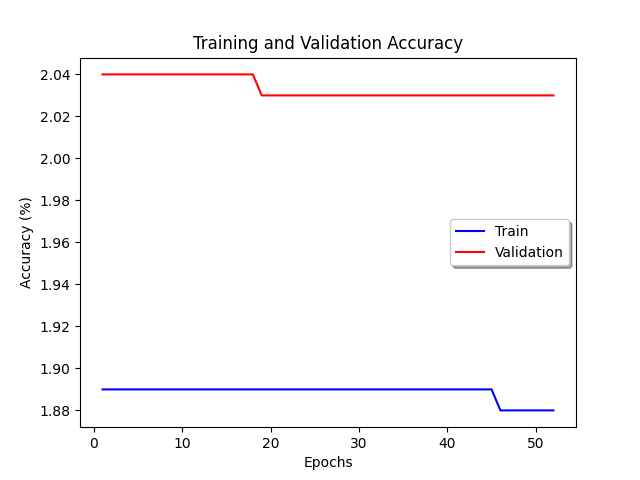 Training and Validation Accuracy
2.04
2.02
2.00
1.98
1.96
1.94
1.92
1.90
1.88
Accuracy (%)
Train
Validation
0 10 20 30 40 50
Epochs